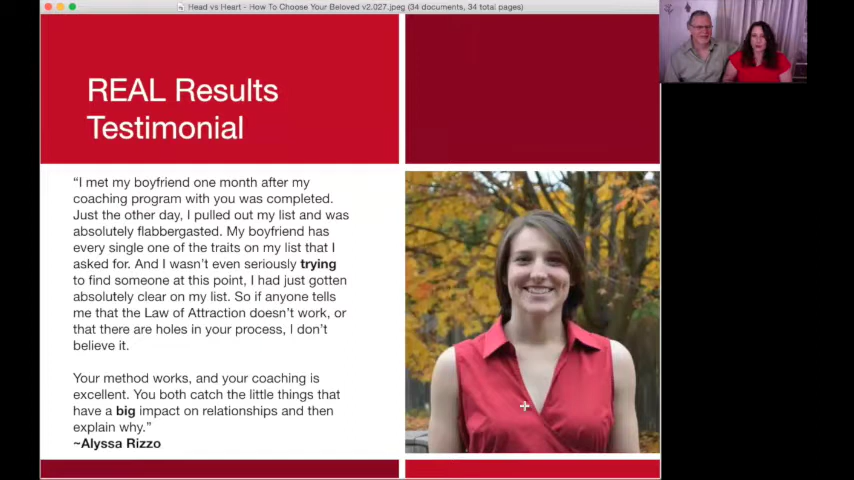 Head vs Heart - How To Choose Your Beloved v2.027.jpeg (34 documents, 34 total pages)
REAL Results
Testimonial
“I met my boyfriend one month after my
coaching program with you was completed.
Just the other day, I pulled out my list and was
absolutely flabbergasted. My boyfriend has
every single one of the traits on my list that I
asked for. And I wasn’t even seriously trying
to find someone at this point, I had just gotten
absolutely clear on my list. So if anyone tells
me that the Law of Attraction doesn’t work, or
that there are holes in your process, I don’t
believe it.
Your method works, and your coaching is
excellent. You both catch the little things that
have a big impact on relationships and then
explain why.”
~Alyssa Rizzo